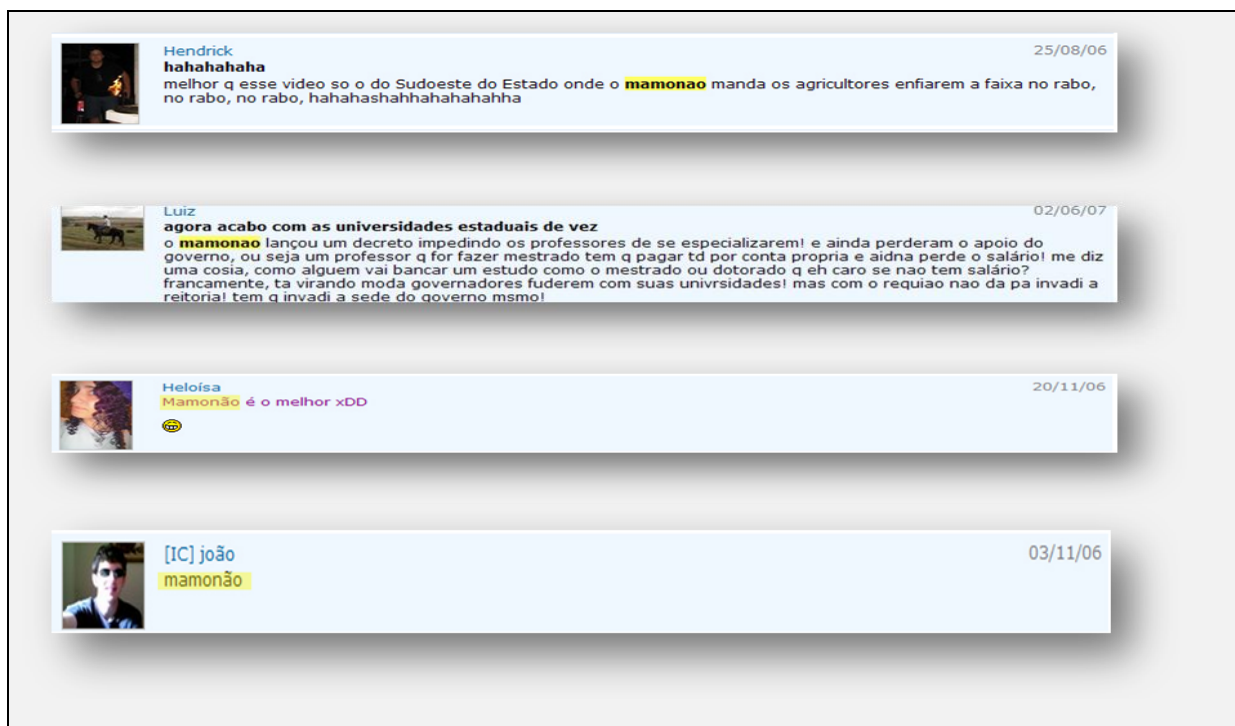 Hendrick 25/08/06
hahahahaha
melhor q esse video so o do Sudoeste do Estado onde o mamonao manda os agricultores enfiarem a faixa no rabo,
no rabo, no rabo, hahahashahhahahahahha
Luiz 02/06/07
agora acabo com as universidades estaduais de vez
o mamonao lançou um decreto impedindo os professores de se especializarem! e ainda perderam o apoio do
governo, ou seja um professor q for fazer mestrado tem q pagar td por conta propria e aidna perde o salário! me diz
uma cosia, como alguem vai bancar um estudo como o mestrado ou dotorado q eh caro se nao tem salário?
francamente, ta virando moda governadores fuderem com suas univrsidades! mas com o requiao nao da pa invadi a
reitoria! tem q invadi a sede do governo msmo!
Heloísa 20/11/06
Mamonão é o melhor xDD
[IC] joão 03/11/06
mamonão